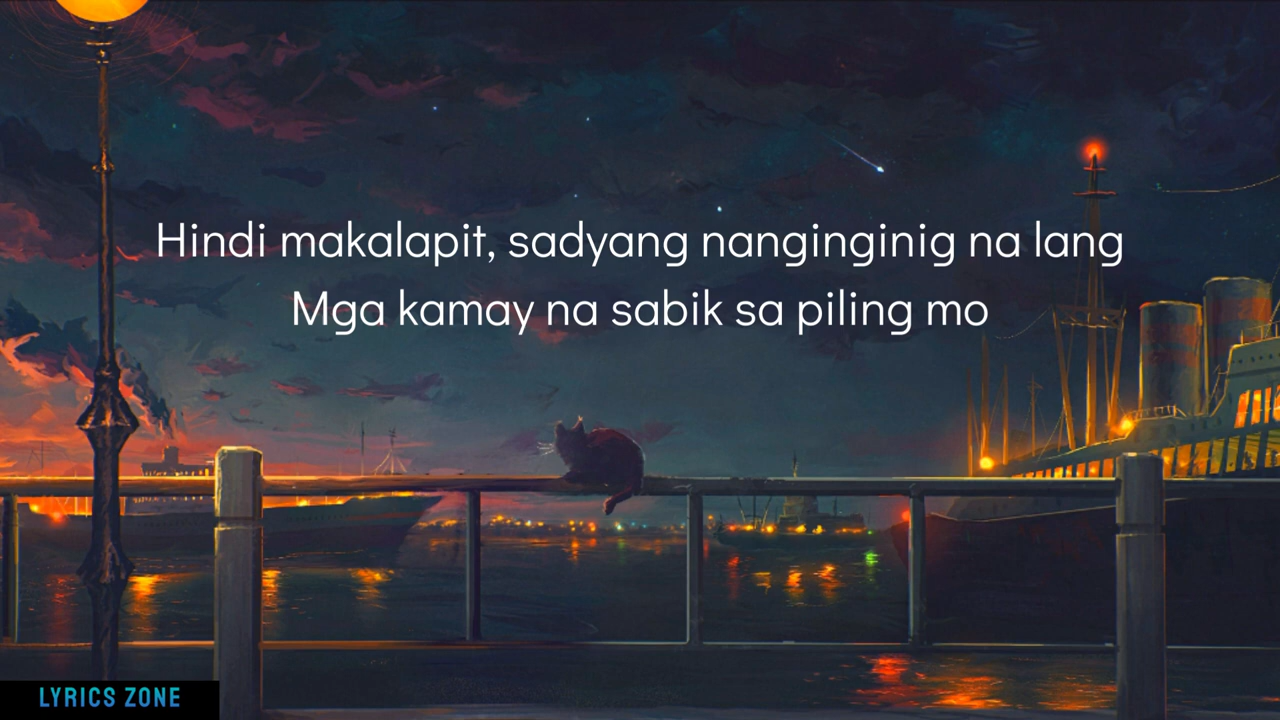 Hindi makalapit, sadyang nanginginig na lang
Mga kamay na sabik sa piling mo
LYRICS ZONE